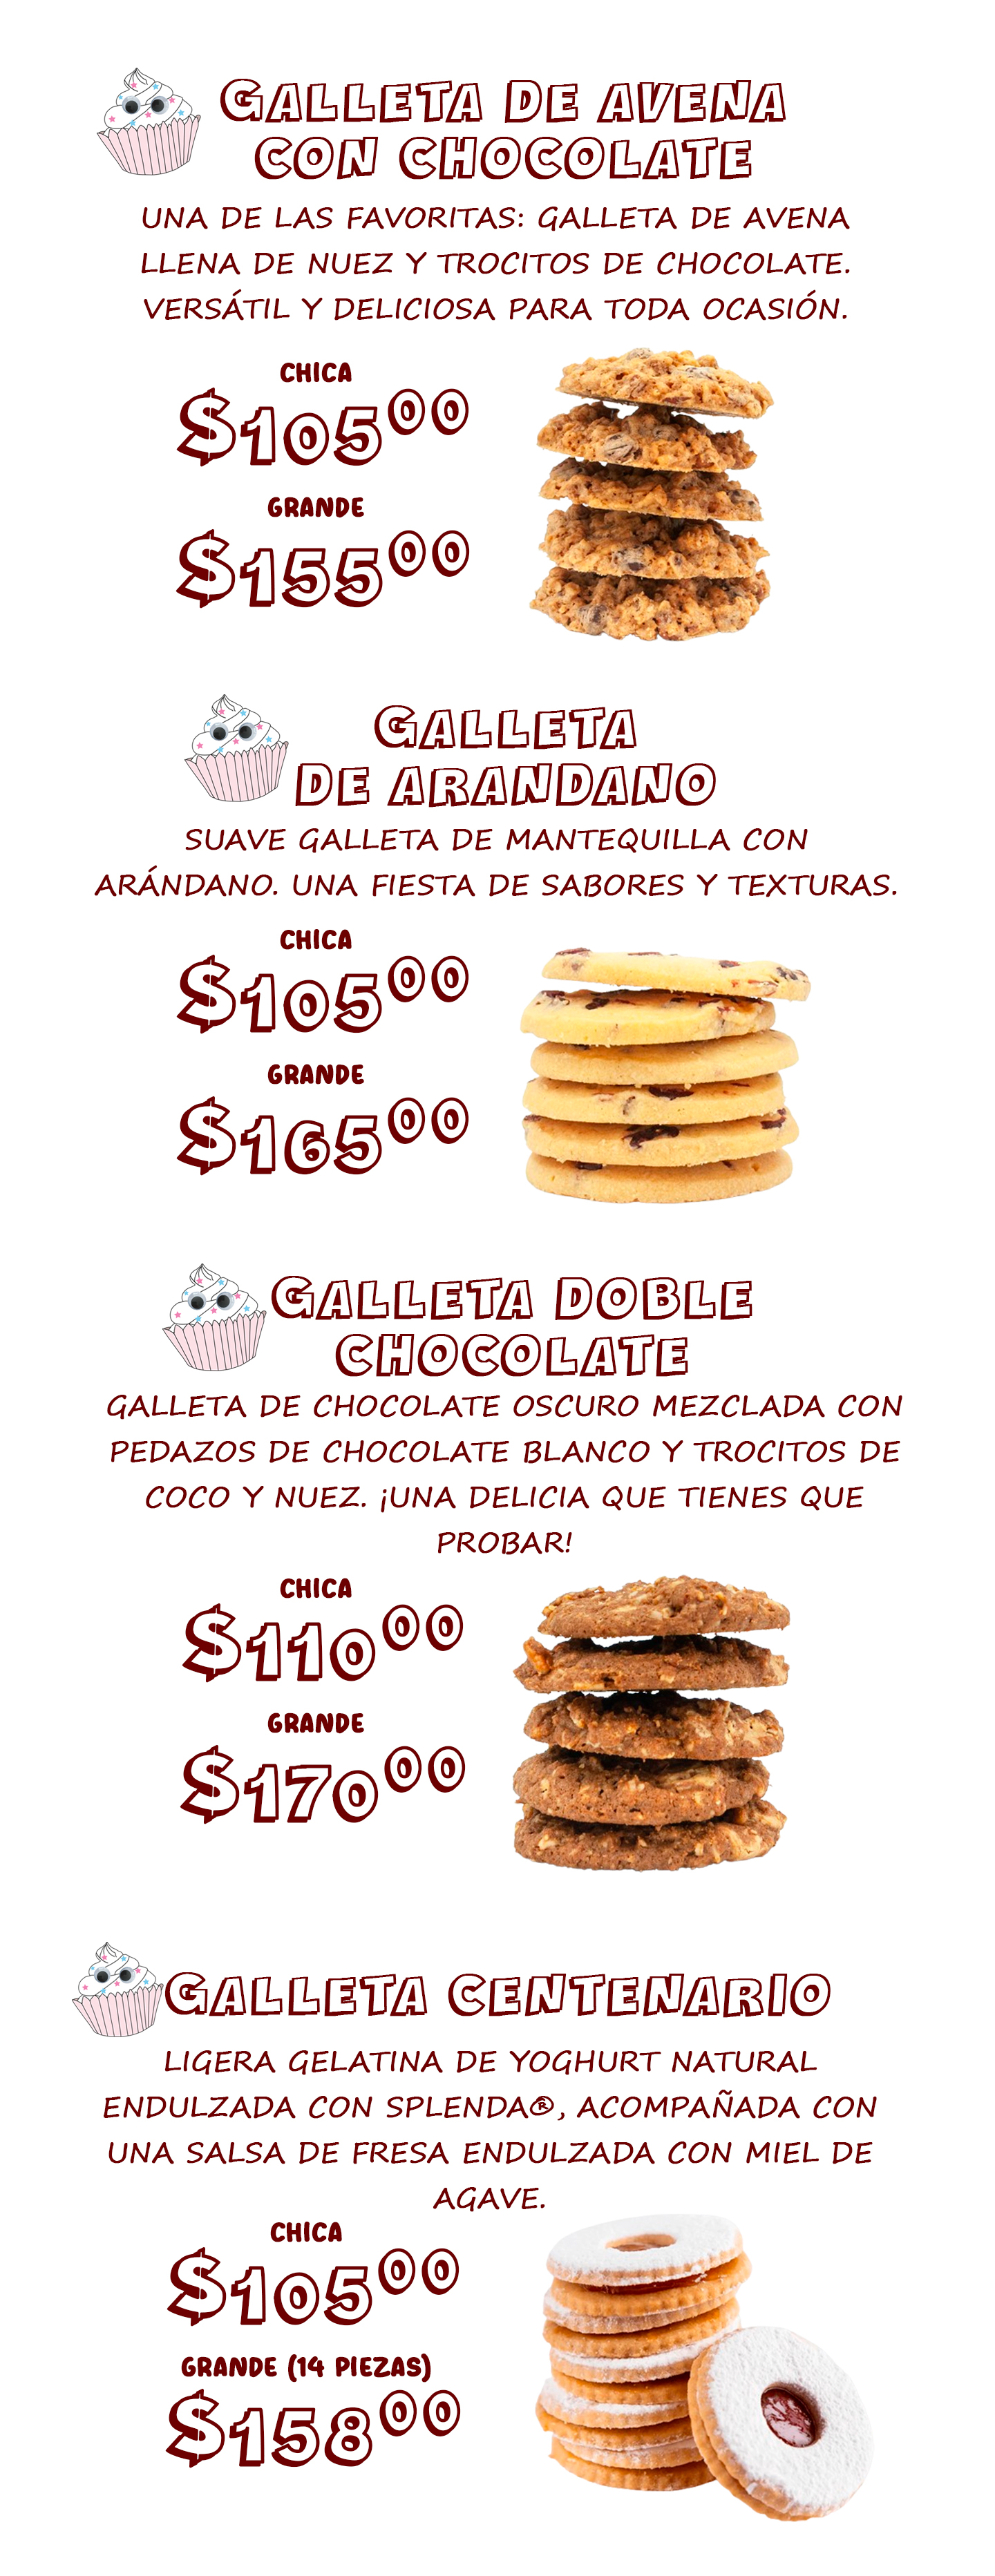 GALLETA DE AVENA
CON CHOCOLATE
UNA DE LAS FAVORITAS: GALLETA DE AVENA
LLENA DE NUEZ Y TROCITOS DE CHOCOLATE.
VERSÁTIL Y DELICIOSA PARA TODA OCASIÓN.
CHICA
$105⁰⁰
GRANDE
$155⁰⁰
GALLETA
DE ARANDANO
SUAVE GALLETA DE MANTEQUILLA CON
ARÁNDANO. UNA FIESTA DE SABORES Y TEXTURAS.
CHICA
$105⁰⁰
GRANDE
$165⁰⁰
GALLETA DOBLE
CHOCOLATE
GALLETA DE CHOCOLATE OSCURO MEZCLADA CON
PEDAZOS DE CHOCOLATE BLANCO Y TROCITOS DE
COCO Y NUEZ. ¡UNA DELICIA QUE TIENES QUE
PROBAR!
CHICA
$110⁰⁰
GRANDE
$170⁰⁰
GALLETA CENTENARIO
LIGERA GELATINA DE YOGHURT NATURAL
ENDULZADA CON SPLENDA®, ACOMPAÑADA CON
UNA SALSA DE FRESA ENDULZADA CON MIEL DE
AGAVE.
CHICA
$105⁰⁰
GRANDE (14 PIEZAS)
$158⁰⁰